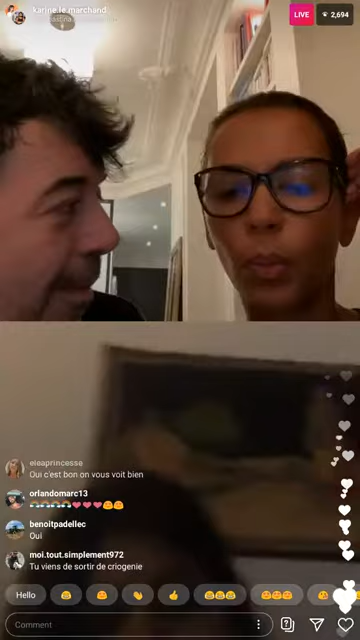 karine.le.marchand
LIVE
2,694
eleaprincesse
Oui c'est bon on vous voit bien
orlandomarc13
benoitpadellec
Oui
moi.tout.simplement972
Tu viens de sortir de criogenie
Hello
Comment